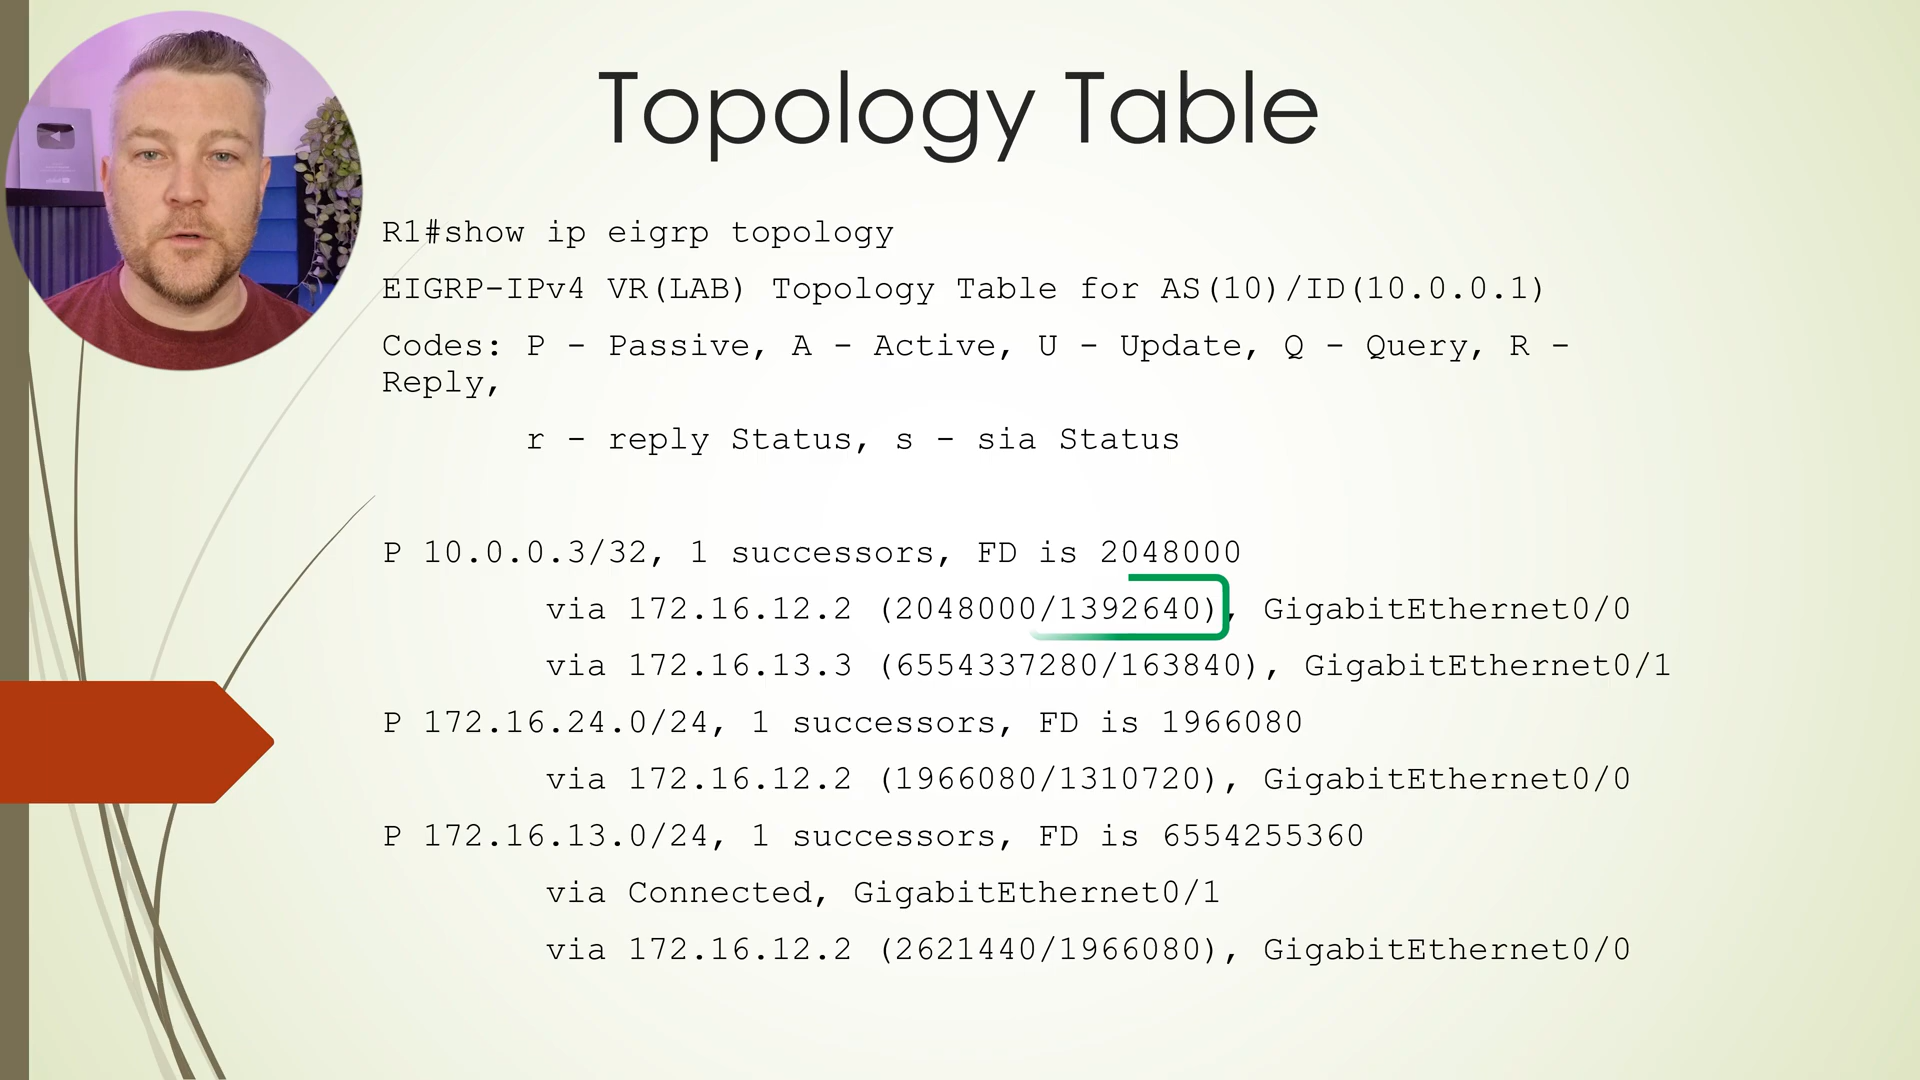 Topology Table
R1#show ip eigrp topology
EIGRP-IPv4 VR(LAB) Topology Table for AS(10)/ID(10.0.0.1)
Codes: P - Passive, A - Active, U - Update, Q - Query, R -
Reply,
r - reply Status, s - sia Status
P 10.0.0.3/32, 1 successors, FD is 2048000
via 172.16.12.2 (2048000/1392640), GigabitEthernet0/0
via 172.16.13.3 (6554337280/163840), GigabitEthernet0/1
P 172.16.24.0/24, 1 successors, FD is 1966080
via 172.16.12.2 (1966080/1310720), GigabitEthernet0/0
P 172.16.13.0/24, 1 successors, FD is 6554255360
via Connected, GigabitEthernet0/1
via 172.16.12.2 (2621440/1966080), GigabitEthernet0/0